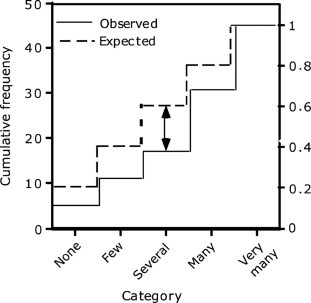 50
Observed
Expected
40
30
20
10
0
Cumulative frequency
1
0.8
0.6
0.4
0.2
0
None
Few
Several
Many
Very
many
Category